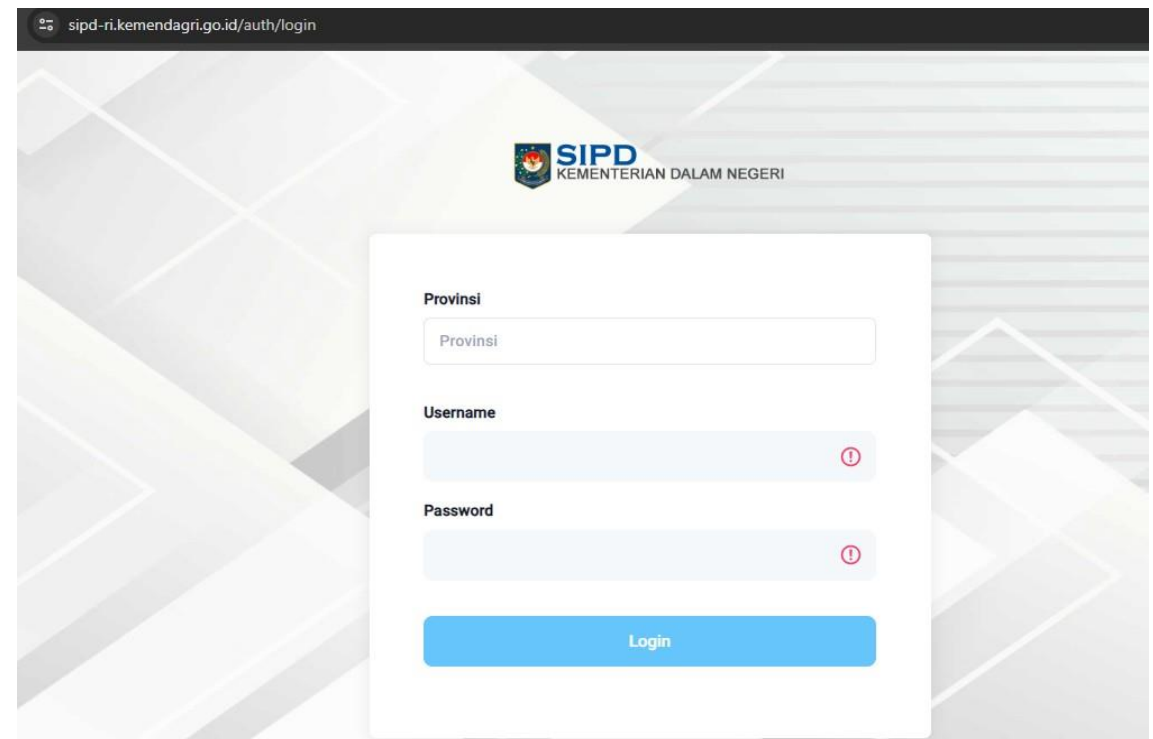 sipd-ri.kemendagri.go.id/auth/login
SIPD
KEMENTERIAN DALAM NEGERI
Provinsi
Provinsi
Username
Password
Login